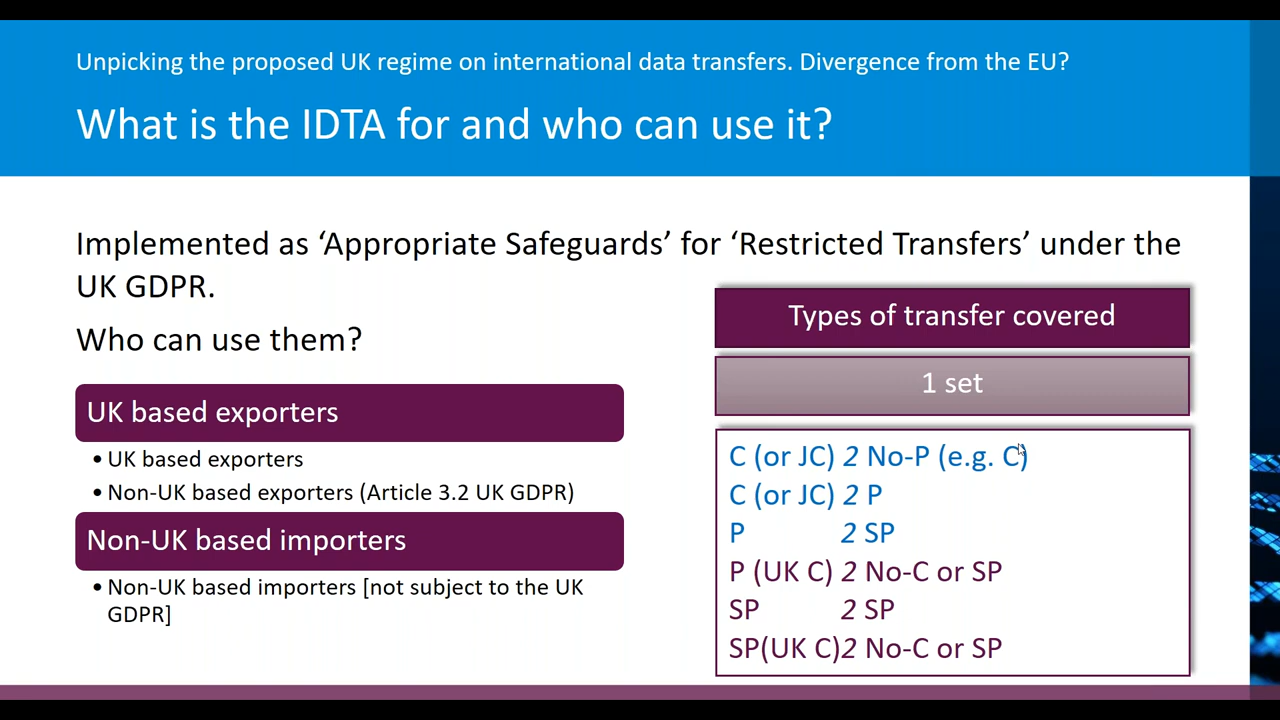 Unpicking the proposed UK regime on international data transfers. Divergence from the EU?
What is the IDTA for and who can use it?
Implemented as ‘Appropriate Safeguards’ for ‘Restricted Transfers’ under the
UK GDPR.
Who can use them?
UK based exporters
• UK based exporters
• Non-UK based exporters (Article 3.2 UK GDPR)
Non-UK based importers
• Non-UK based importers [not subject to the UK
GDPR]
Types of transfer covered
1 set
C (or JC) 2 No-P (e.g. C)
C (or JC) 2 P
P 2 SP
P (UK C) 2 No-C or SP
SP 2 SP
SP(UK C)2 No-C or SP